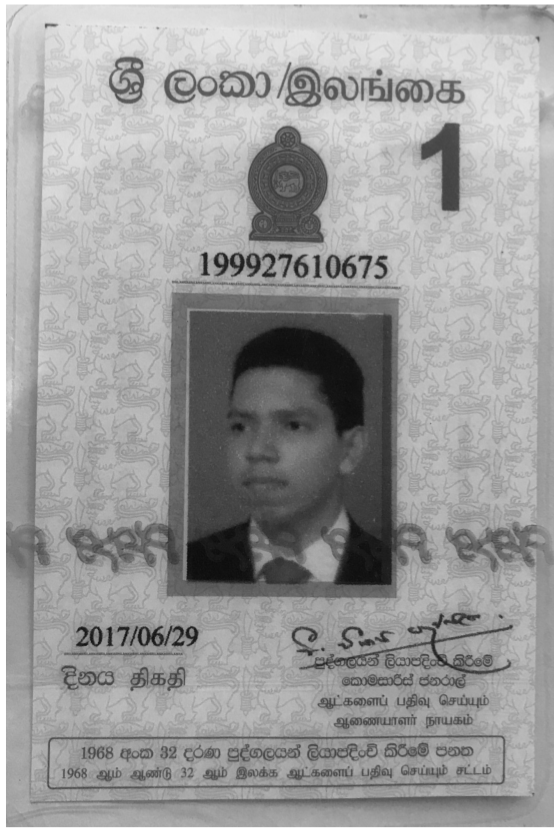 ශ්‍රී ලංකා/இலங்கை
1
199927610675
2017/06/29
දිනය திகதி
පුද්ගලයන් ලියාපදිංචි කිරීමේ
කොමසාරිස් ජනරාල්
ஆட்களைப் பதிவு செய்யும்
ஆணையாளர் நாயகம்
1968 අංක 32 දරණ පුද්ගලයන් ලියාපදිංචි කිරීමේ පනත
1968 ஆம் ஆண்டு 32 ஆம் இலக்க ஆட்களைப் பதிவு செய்யும் சட்டம்